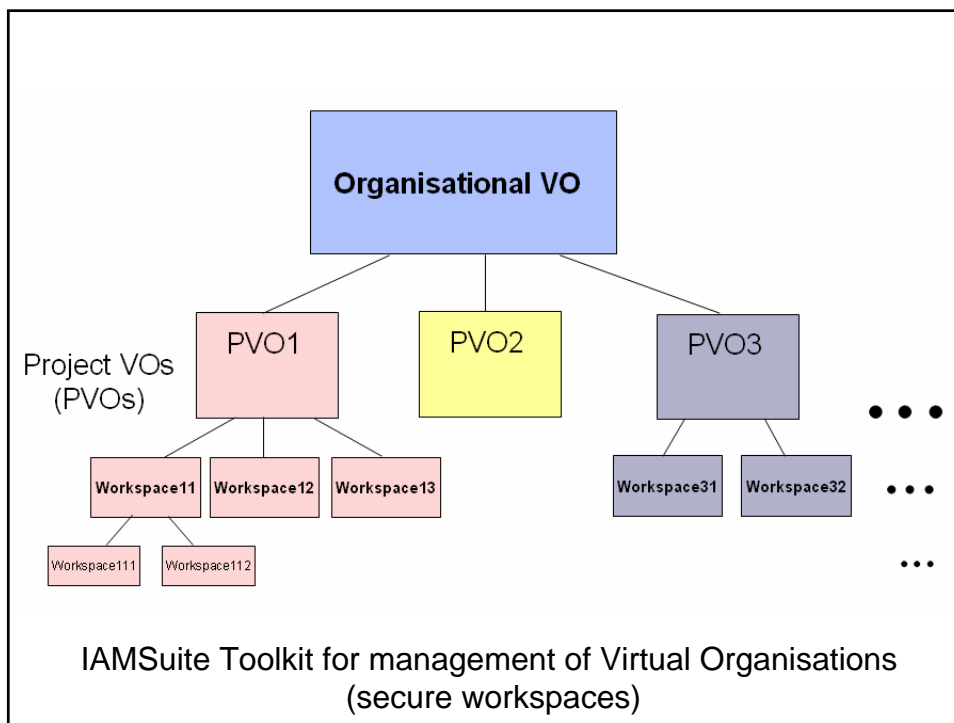 Organisational VO
Project VOs
(PVOs)
PVO1
PVO2
PVO3
Workspace11
Workspace12
Workspace13
Workspace31
Workspace32
Workspace111
Workspace112
IAMSuite Toolkit for management of Virtual Organisations
(secure workspaces)